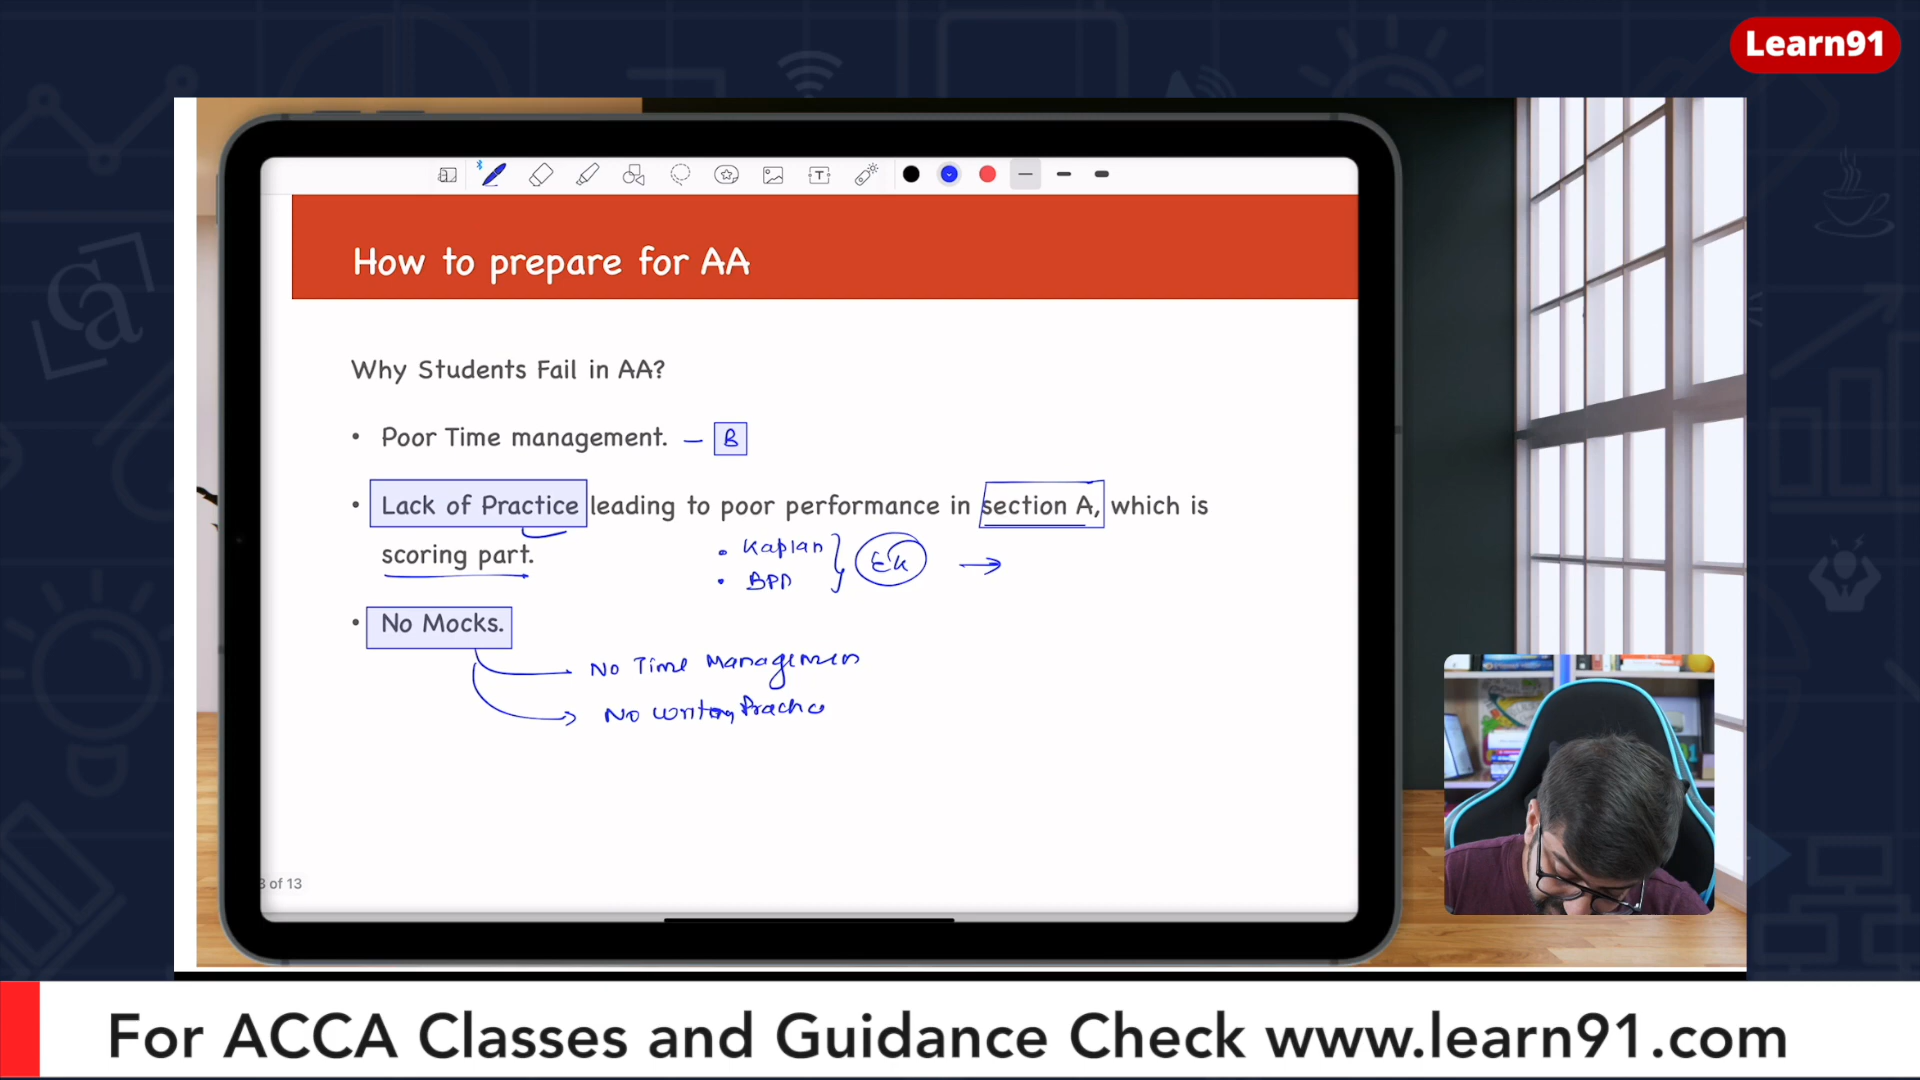 Learn91
How to prepare for AA
Why Students Fail in AA?
• Poor Time management. – B
• Lack of Practice leading to poor performance in section A, which is
scoring part.
• Kaplan
• BPP
EK →
• No Mocks.
No Time Managemen
No Writing Practice
3 of 13
For ACCA Classes and Guidance Check www.learn91.com